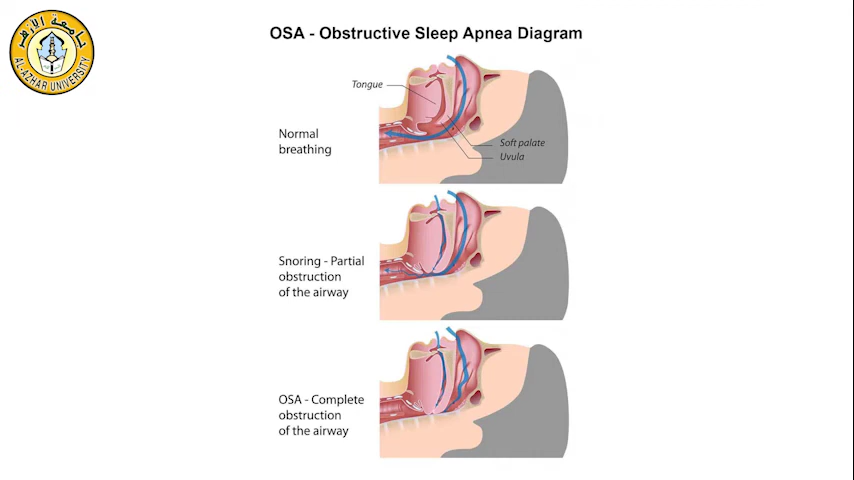 OSA - Obstructive Sleep Apnea Diagram
جامعة الأزهر
AL-AZHAR UNIVERSITY
Tongue
Normal
breathing
Soft palate
Uvula
Snoring - Partial
obstruction
of the airway
OSA - Complete
obstruction
of the airway